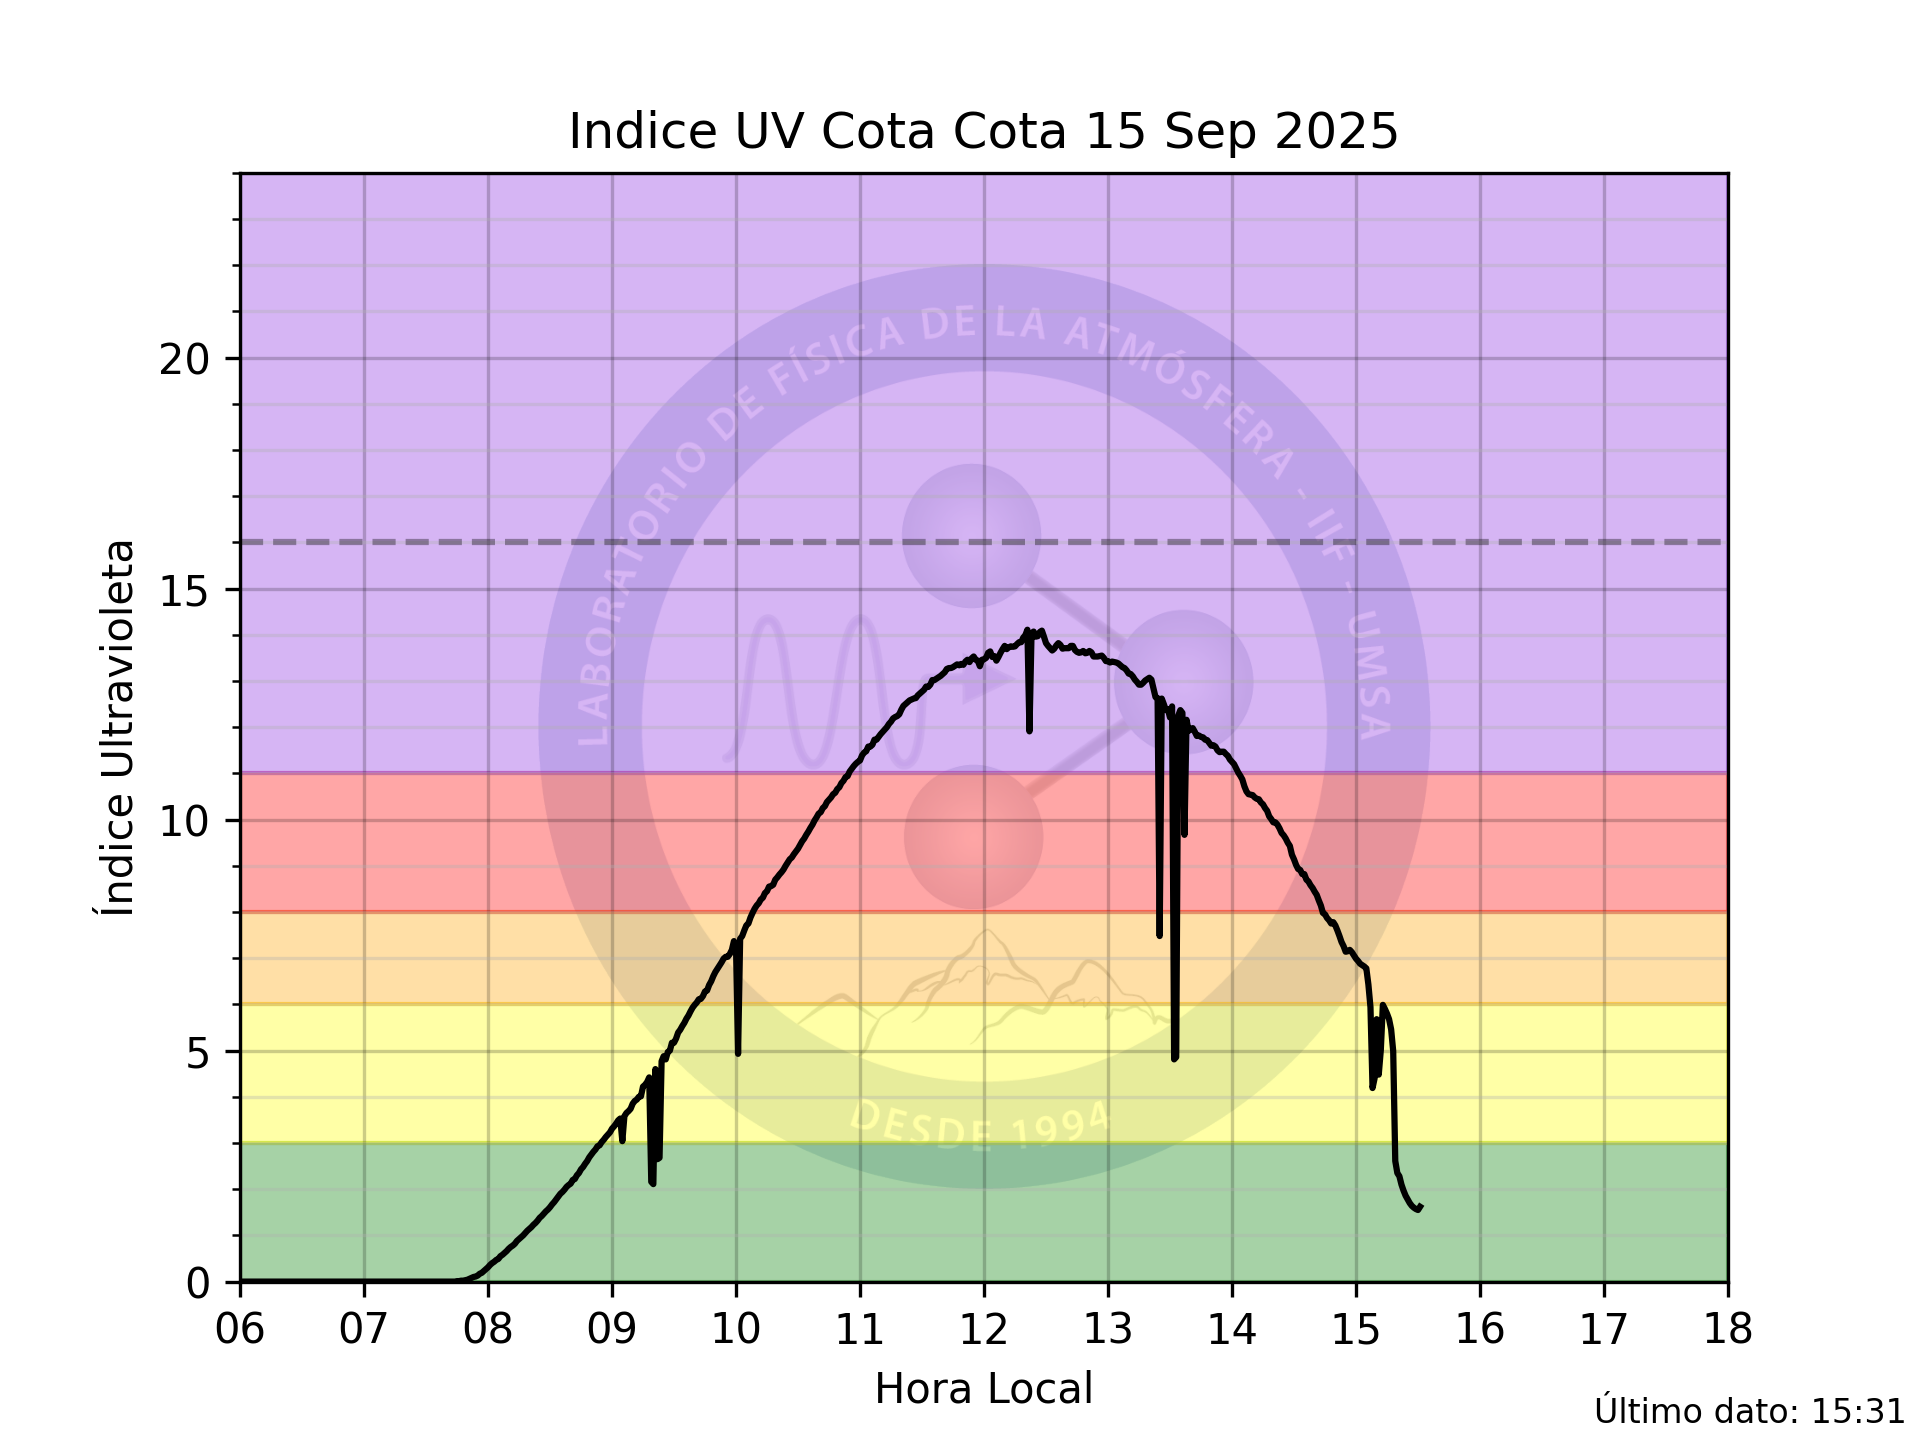 Indice UV Cota Cota 15 Sep 2025
20
15
10
5
0
Índice Ultravioleta
LABORATORIO DE FÍSICA DE LA ATMÓSFERA - IIF - UMSA
DESDE 1994
06 07 08 09 10 11 12 13 14 15 16 17 18
Hora Local
Último dato: 15:31